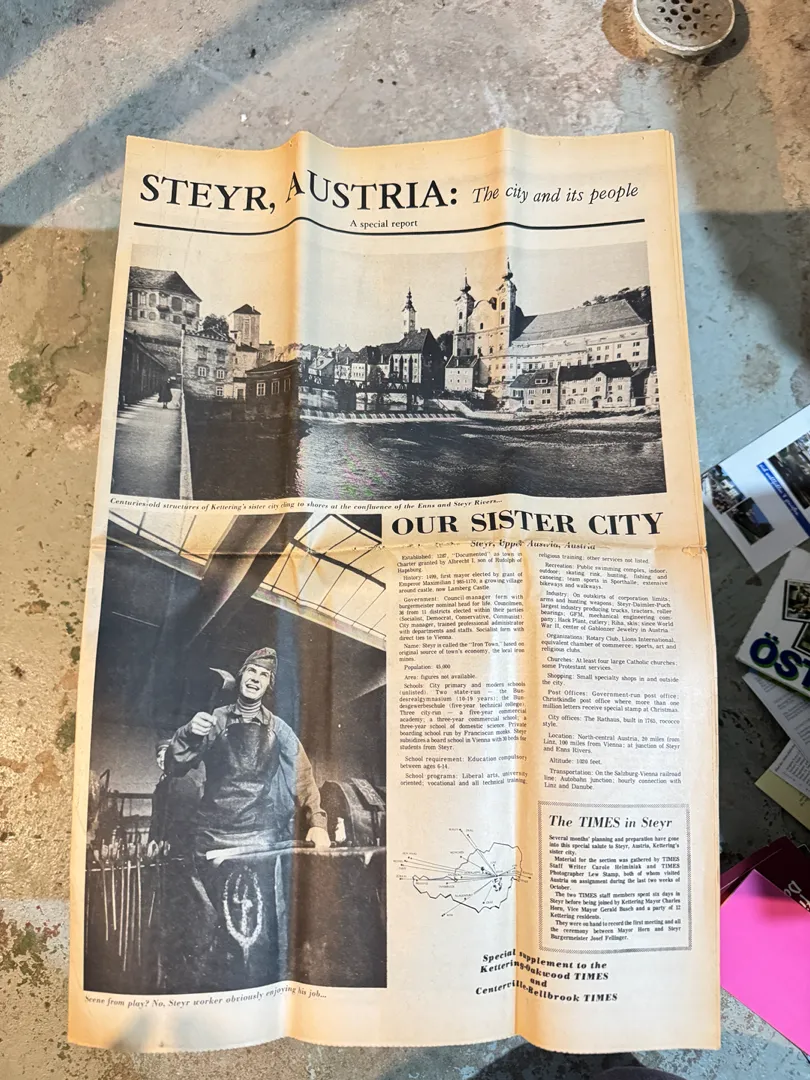 STEYR, AUSTRIA: The city and its people
A special report
Centuries-old structures of Kettering's sister city cling to shores at the confluence of the Enns and Steyr Rivers...
OUR SISTER CITY
Steyr, Upper Austria, Austria
Established: 1287, "Documented" as town in
Charter granted by Albrecht I, son of Rudolph of
Hapsburg.
History: 1499, first mayor elected by grant of
Emperor Maximilian I; a growing village
around castle, now Lamberg Castle.
Government: Council-manager form with
burgermeister nominal head for life. Councilmen,
36 from 11 districts elected within their parties
(Socialist, Democrat, Conservative, Communist).
City manager, trained professional administrator
with departments and staffs. Socialist form with
direct ties to Vienna.
Name: Steyr is called the "Iron Town," based on
original source of town's economy, the local iron
mines.
Population: 41,000
Area: figures not available.
Schools: City primary and modern schools
(unlisted). Two state-run — the Bun-
desrealgymnasium (10-19 years); the Bun-
desgewerbeschule (five-year technical college).
Three city-run — a five-year commercial
academy; a three-year commercial school; a
three-year school of domestic science. Private
boarding school run by Franciscan monks. Steyr
subsidizes a board school in Vienna with 30 beds for
students from Steyr.
School requirement: Education compulsory
between ages 6-14.
School programs: Liberal arts, university
oriented; vocational and all technical training,
religious training; other services not listed.
Recreation: Public swimming complex, indoor,
outdoor; skating rink, hunting, fishing, and
canoeing; team sports in Sporthalle; extensive
bikeways and walkways.
Industry: On outskirts of corporation limits;
arms and hunting weapons; Steyr-Daimler-Puch
largest industry producing trucks, tractors, roller
bearings; GFM, mechanical engineering com-
pany; Hack Plant, cutlery; Riha, skis; since World
War II, center of Gablonzer Jewelry in Austria
Organizations: Rotary Club, Lions International,
equivalent chamber of commerce; sports, art and
religious clubs.
Churches: At least four large Catholic churches,
some Protestant services.
Shopping: Small specialty shops in and outside
the city.
Post Offices: Government-run post office;
Christkindle post office where more than one
million letters receive special stamp at Christmas.
City offices: The Rathaus, built in 1765, rococo
style.
Location: North-central Austria, 20 miles from
Linz, 100 miles from Vienna; at junction of Steyr
and Enns Rivers.
Altitude: 1020 feet.
Transportation: On the Salzburg-Vienna railroad
line; Autobahn junction; hourly connection with
Linz and Danube.
The TIMES in Steyr
Several months' planning and preparation have gone
into this special salute to Steyr, Austria, Kettering's
sister city.
Material for the section was gathered by TIMES
Staff Writer Carole Helminiak and TIMES
Photographer Lew Stamp, both of whom visited
Austria on assignment during the last two weeks of
October.
The two TIMES staff members spent six days in
Steyr before being joined by Kettering Mayor Charles
Horn, Vice Mayor Gerald Busch and a party of 12
Kettering residents.
They were on hand to record the first meeting and all
the ceremony between Mayor Horn and Steyr
Burgermeister Josef Fellinger.
Special supplement to the
Kettering-Oakwood TIMES
and
Centerville-Bellbrook TIMES
Scene from play? No, Steyr worker obviously enjoying his job...
ÖS